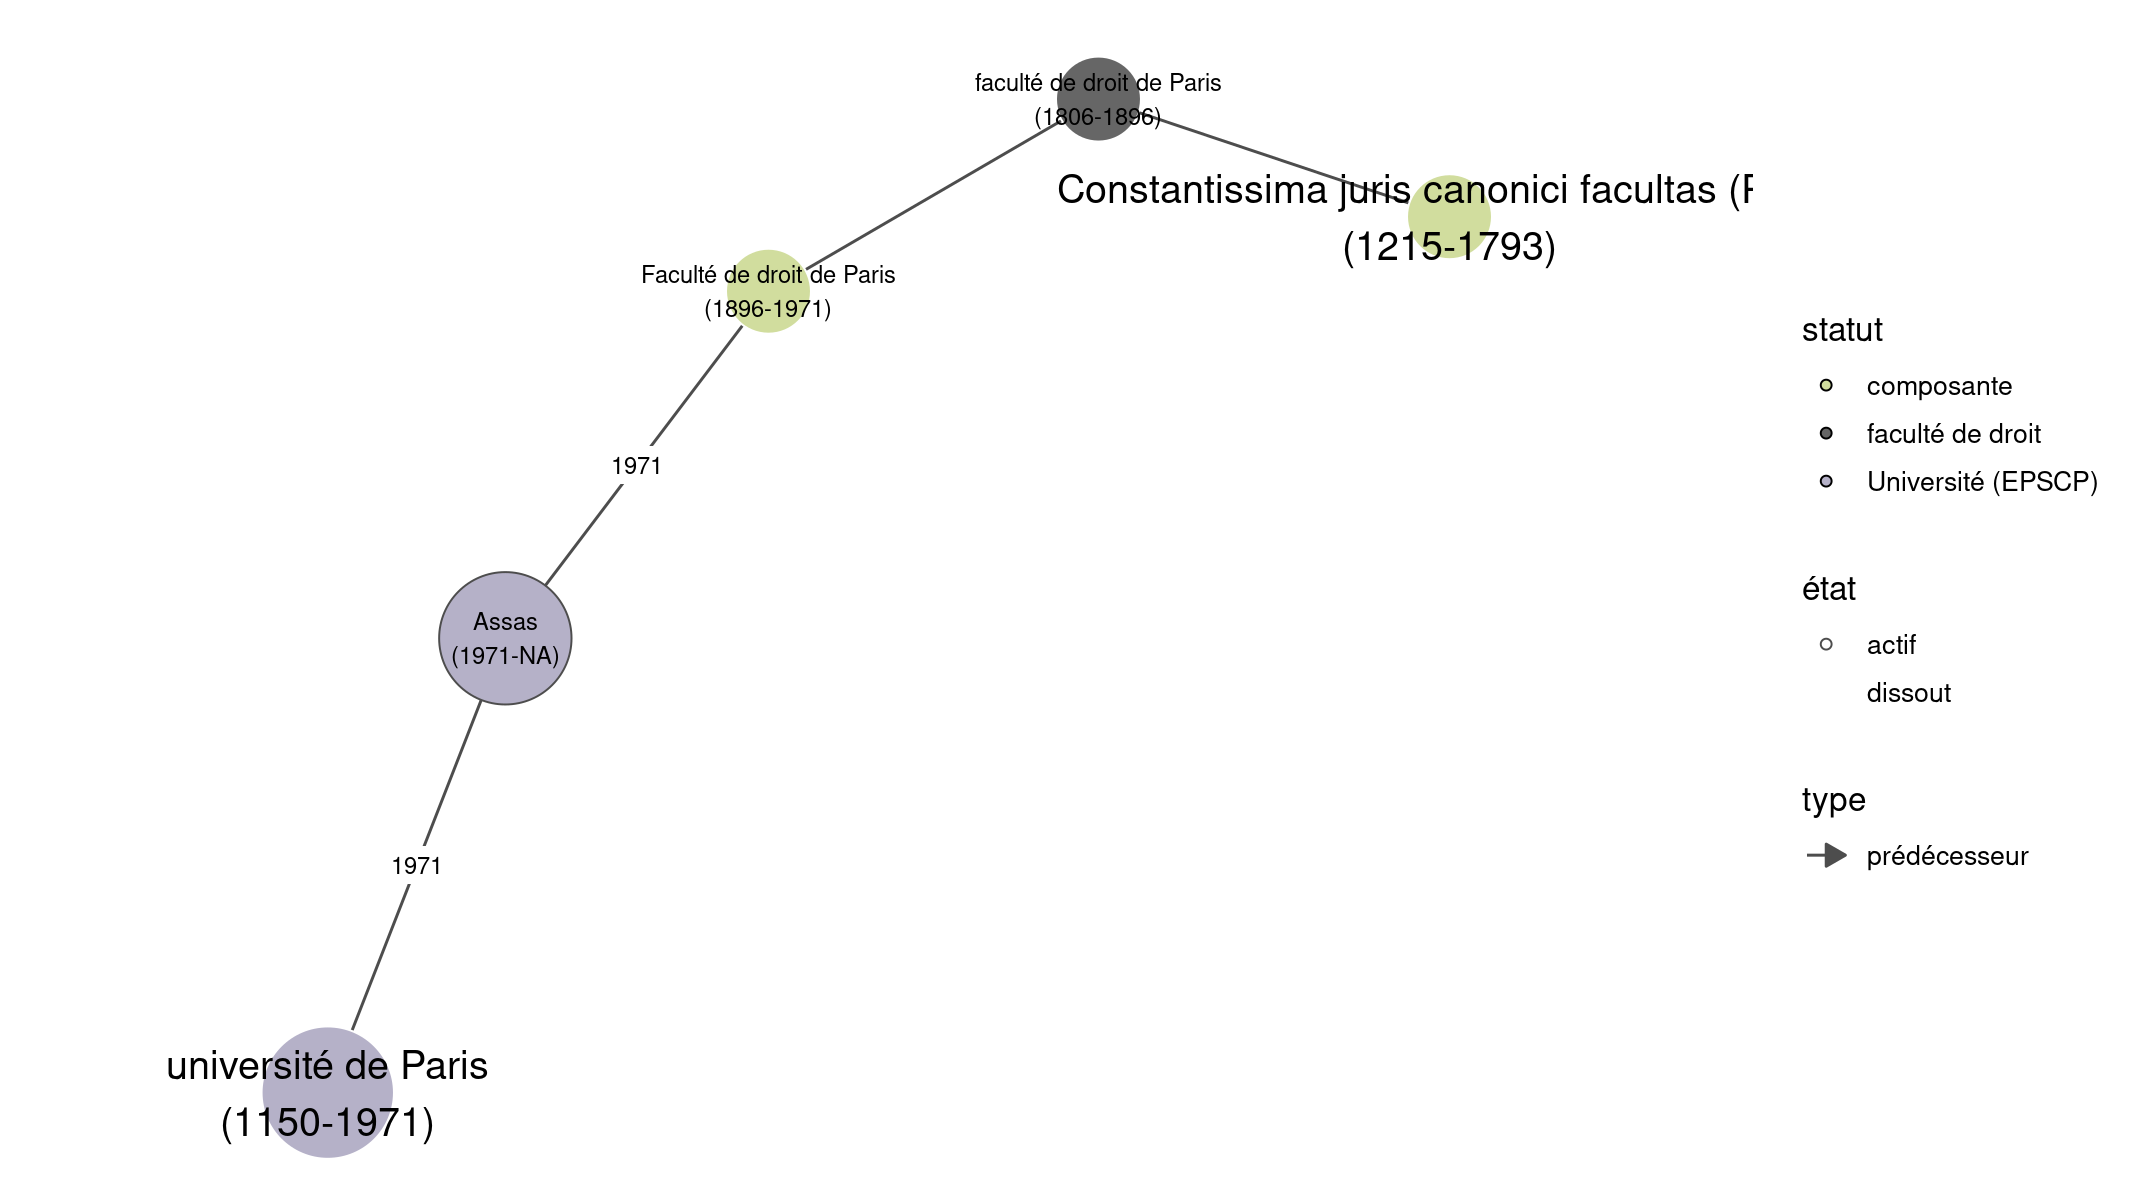 faculté de droit de Paris
(1806-1896)
Constantissima juris canonici facultas (
(1215-1793)
Faculté de droit de Paris
(1896-1971)
1971
Assas
(1971-NA)
1971
université de Paris
(1150-1971)
statut
composante
faculté de droit
Université (EPSCP)
état
actif
dissout
type
prédécesseur